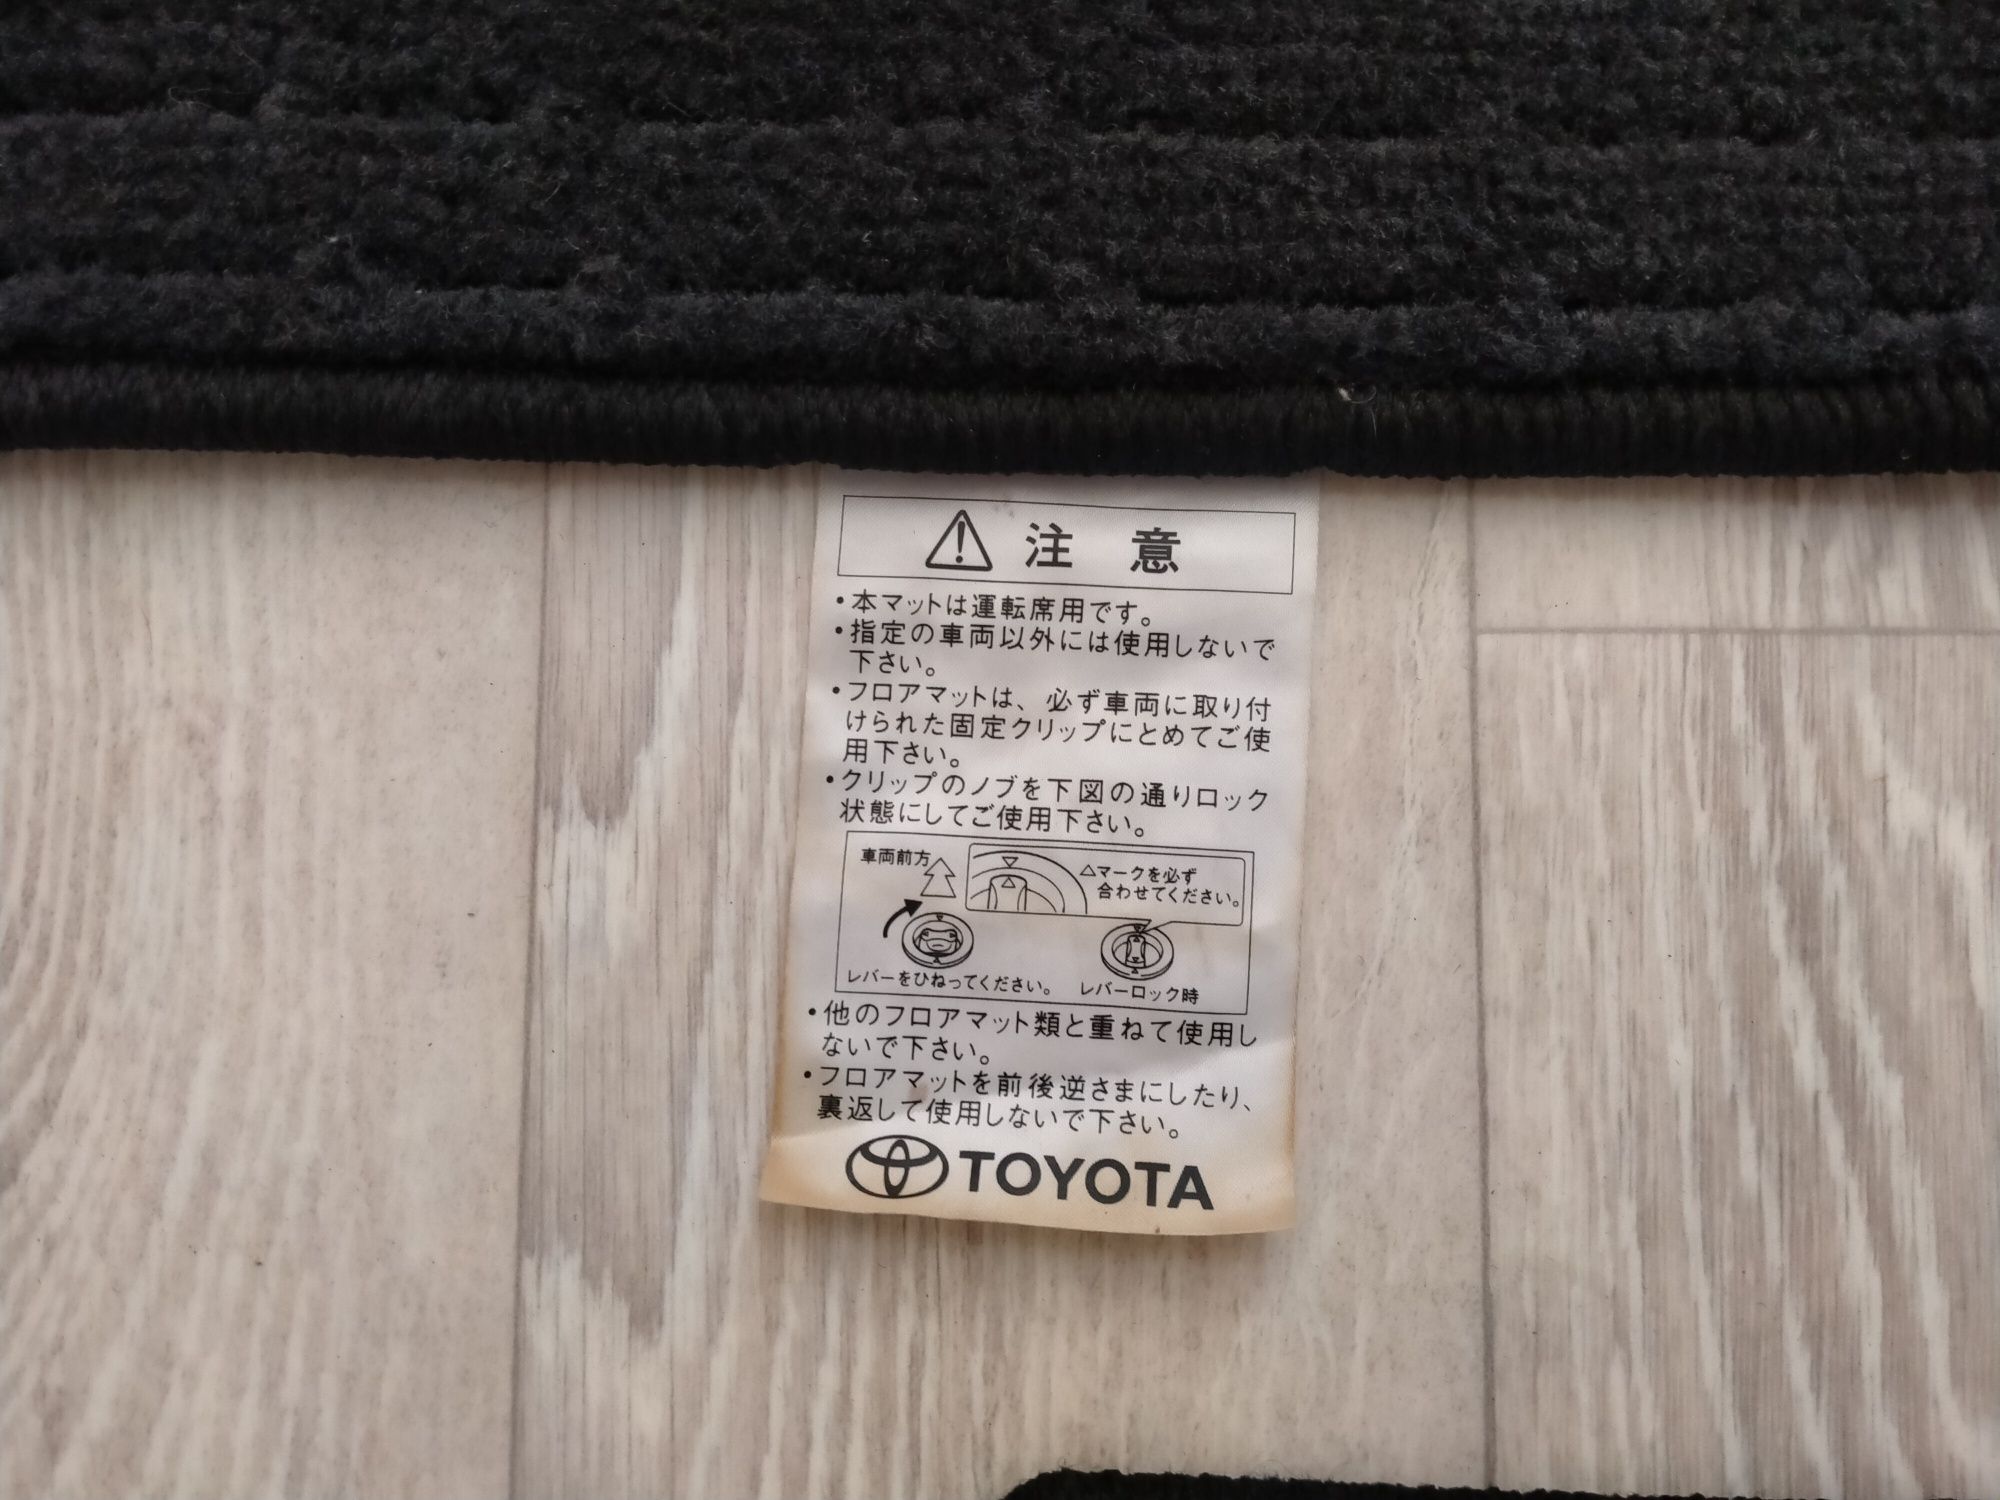 注 意
・本マットは運転席用です。
・指定の車両以外には使用しないで
下さい。
・フロアマットは、必ず車両に取り付
けられた固定クリップにとめてご使
用下さい。
・クリップのノブを下図の通りロック
状態にしてご使用下さい。
車両前方
△マークを必ず
合わせてください。
レバーをひねってください。
レバーロック時
・他のフロアマット類と重ねて使用し
ないで下さい。
・フロアマットを前後逆さまにしたり、
裏返して使用しないで下さい。
TOYOTA